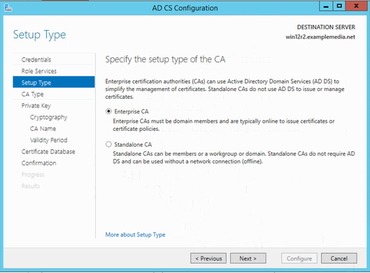 AD CS Configuration
Setup Type
DESTINATION SERVER
win12r2.examplemedia.net
Credentials
Role Services
Setup Type
CA Type
Private Key
Cryptography
CA Name
Validity Period
Certificate Database
Confirmation
Progress
Results
Specify the setup type of the CA
Enterprise certification authorities (CAs) can use Active Directory Domain Services (AD DS) to
simplify the management of certificates. Standalone CAs do not use AD DS to issue or manage
certificates.
Enterprise CA
Enterprise CAs must be domain members and are typically online to issue certificates or
certificate policies.
Standalone CA
Standalone CAs can be members or a workgroup or domain. Standalone CAs do not require AD
DS and can be used without a network connection (offline).
More about Setup Type
< Previous
Next >
Configure
Cancel